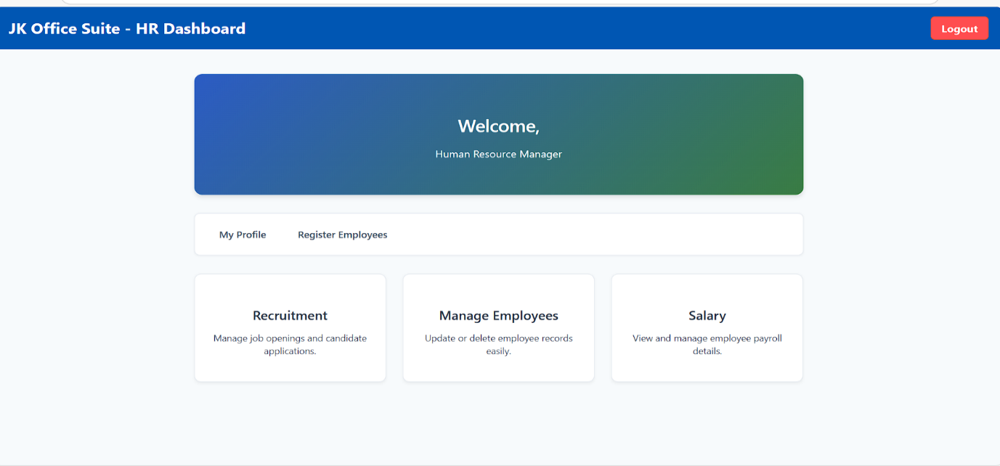 JK Office Suite - HR Dashboard
Logout
Welcome,
Human Resource Manager
My Profile
Register Employees
Recruitment
Manage job openings and candidate
applications.
Manage Employees
Update or delete employee records
easily.
Salary
View and manage employee payroll
details.